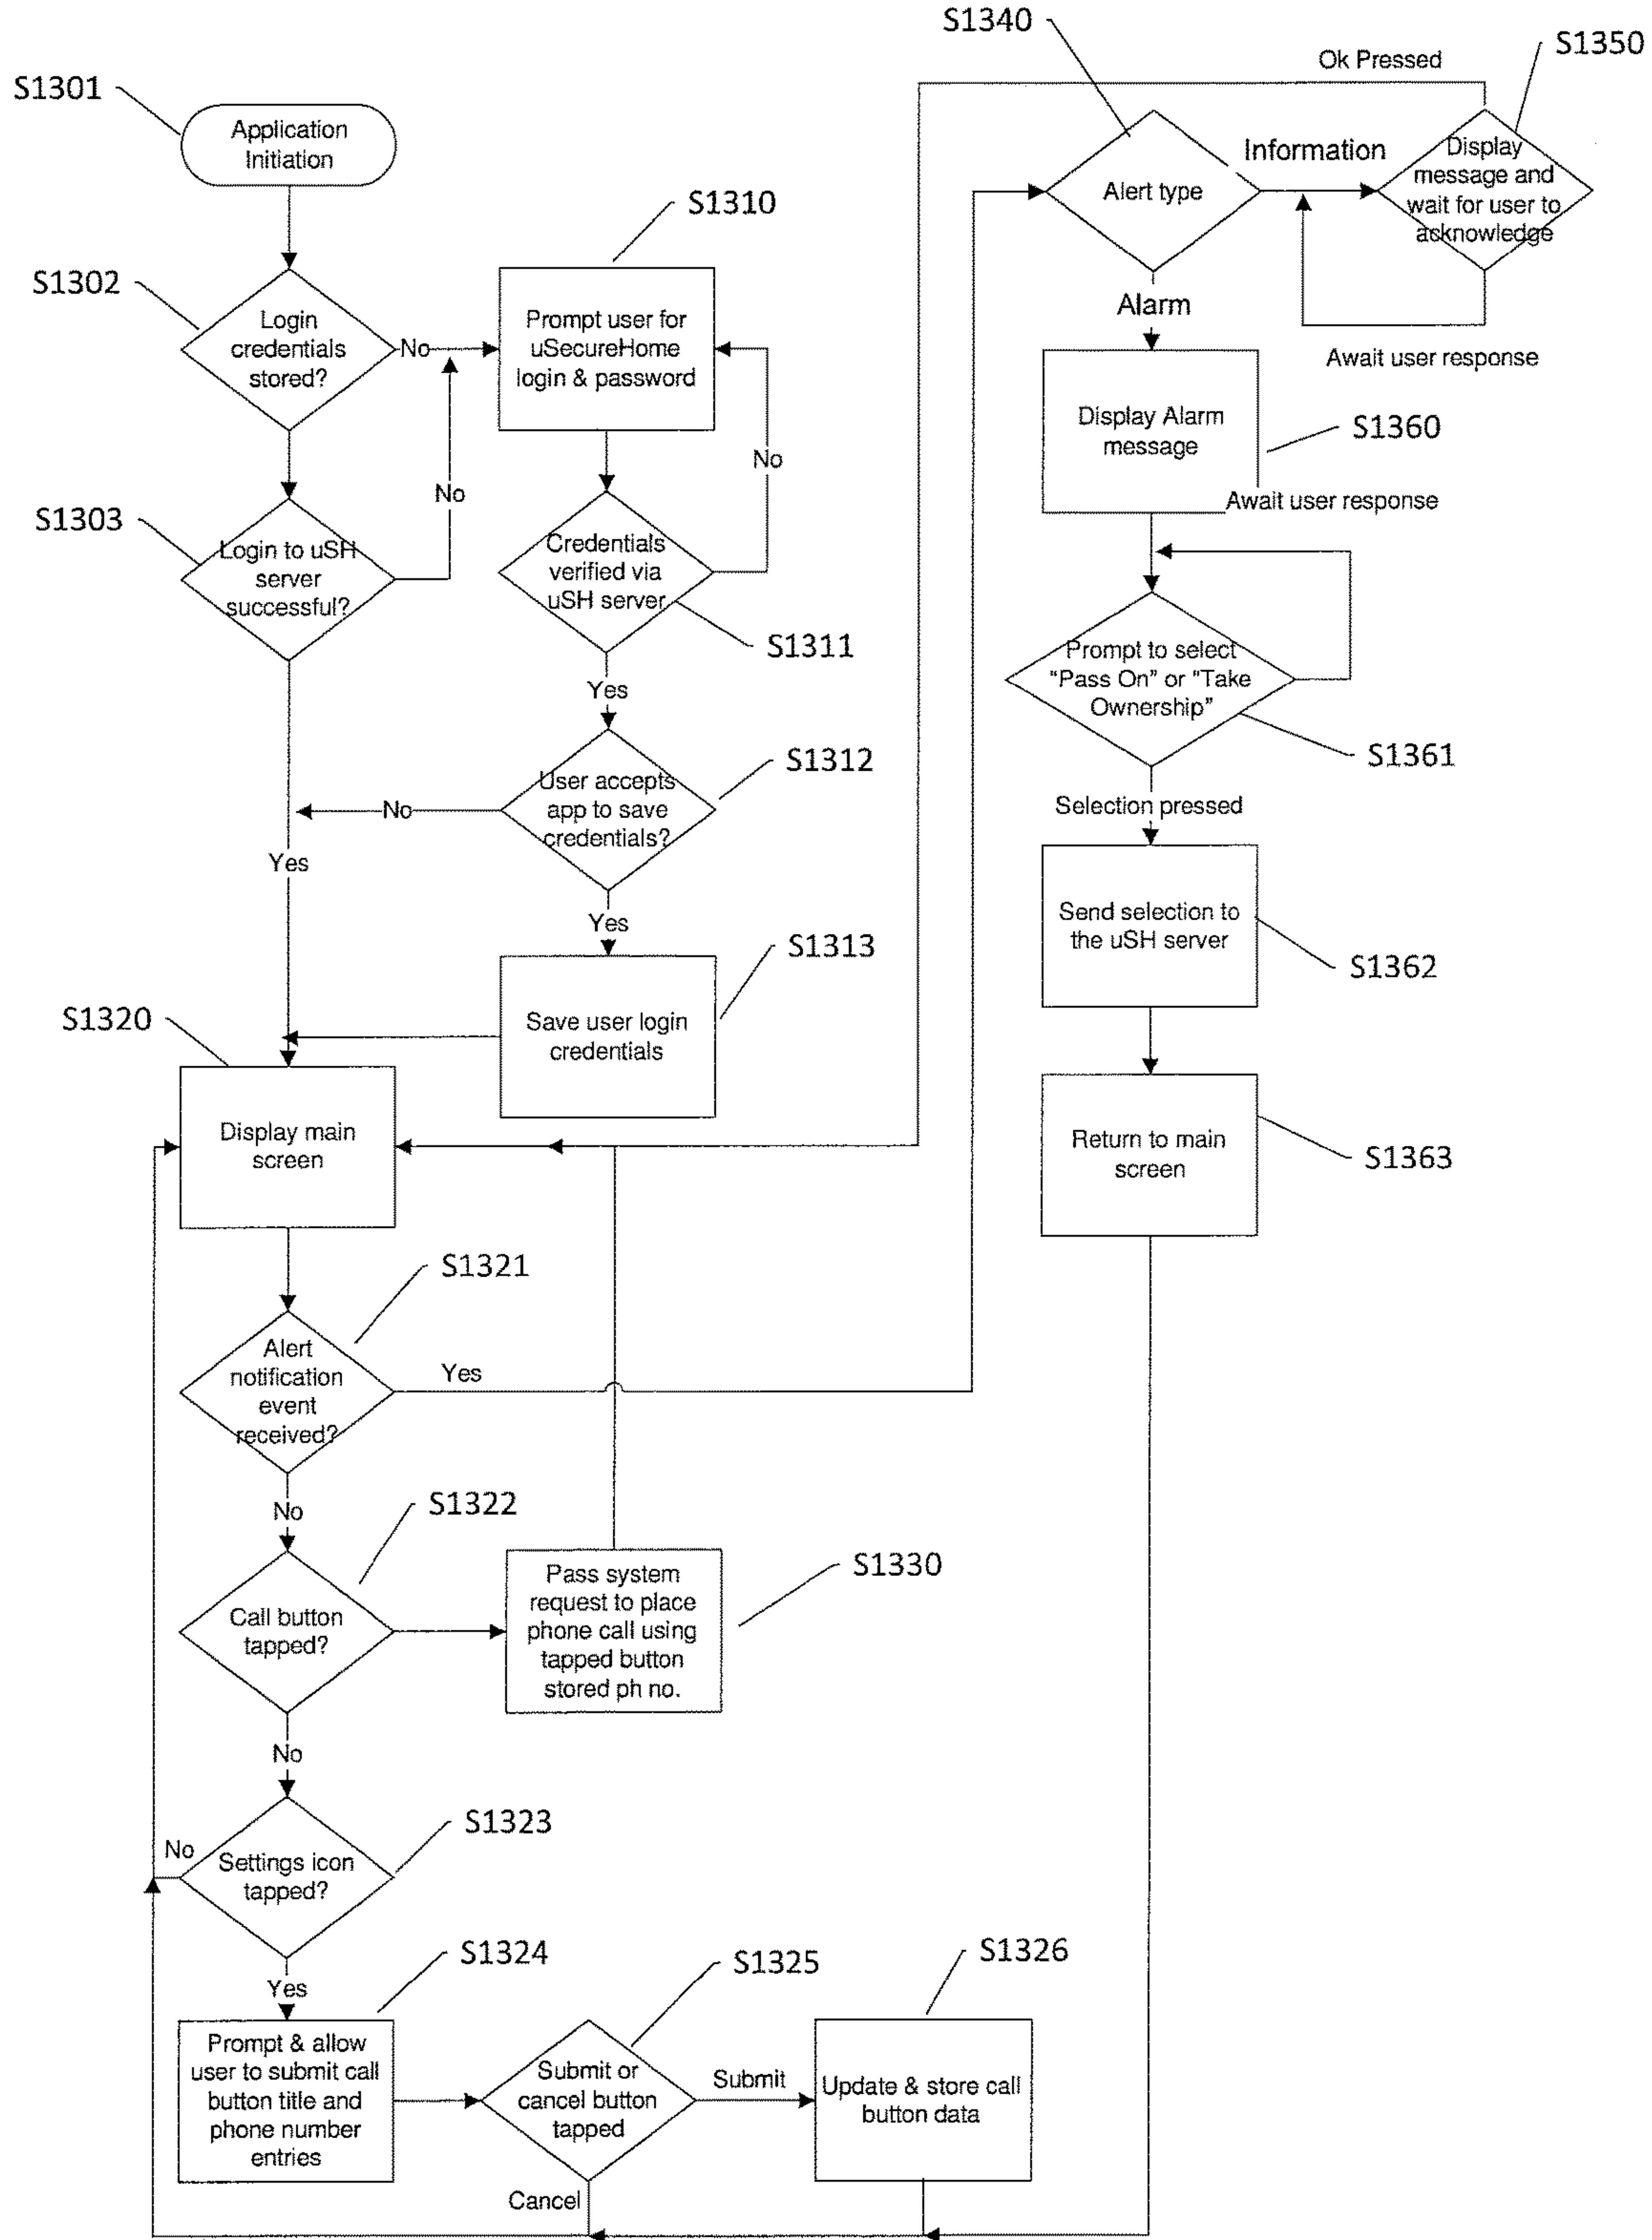 S1301
Application
Initiation
S1302
Login
credentials
stored?
No
S1303
Login to uSH
server
successful?
No
Yes
S1310
Prompt user for
uSecureHome
login & password
No
Credentials
verified via
uSH server
S1311
Yes
S1312
User accepts
app to save
credentials?
No
Yes
S1313
Save user login
credentials
S1320
Display main
screen
S1321
Alert
notification
event
received?
Yes
No
S1322
Call button
tapped?
S1330
Pass system
request to place
phone call using
tapped button
stored ph no.
No
S1323
Settings icon
tapped?
No
Yes
S1324
Prompt & allow
user to submit call
button title and
phone number
entries
S1325
Submit or
cancel button
tapped
Submit
Cancel
S1326
Update & store call
button data
S1340
Alert type
Information
Alarm
Ok Pressed
S1350
Display
message and
wait for user to
acknowledge
Await user response
Display Alarm
message
S1360
Await user response
Prompt to select
"Pass On" or "Take
Ownership"
S1361
Selection pressed
Send selection to
the uSH server
S1362
Return to main
screen
S1363